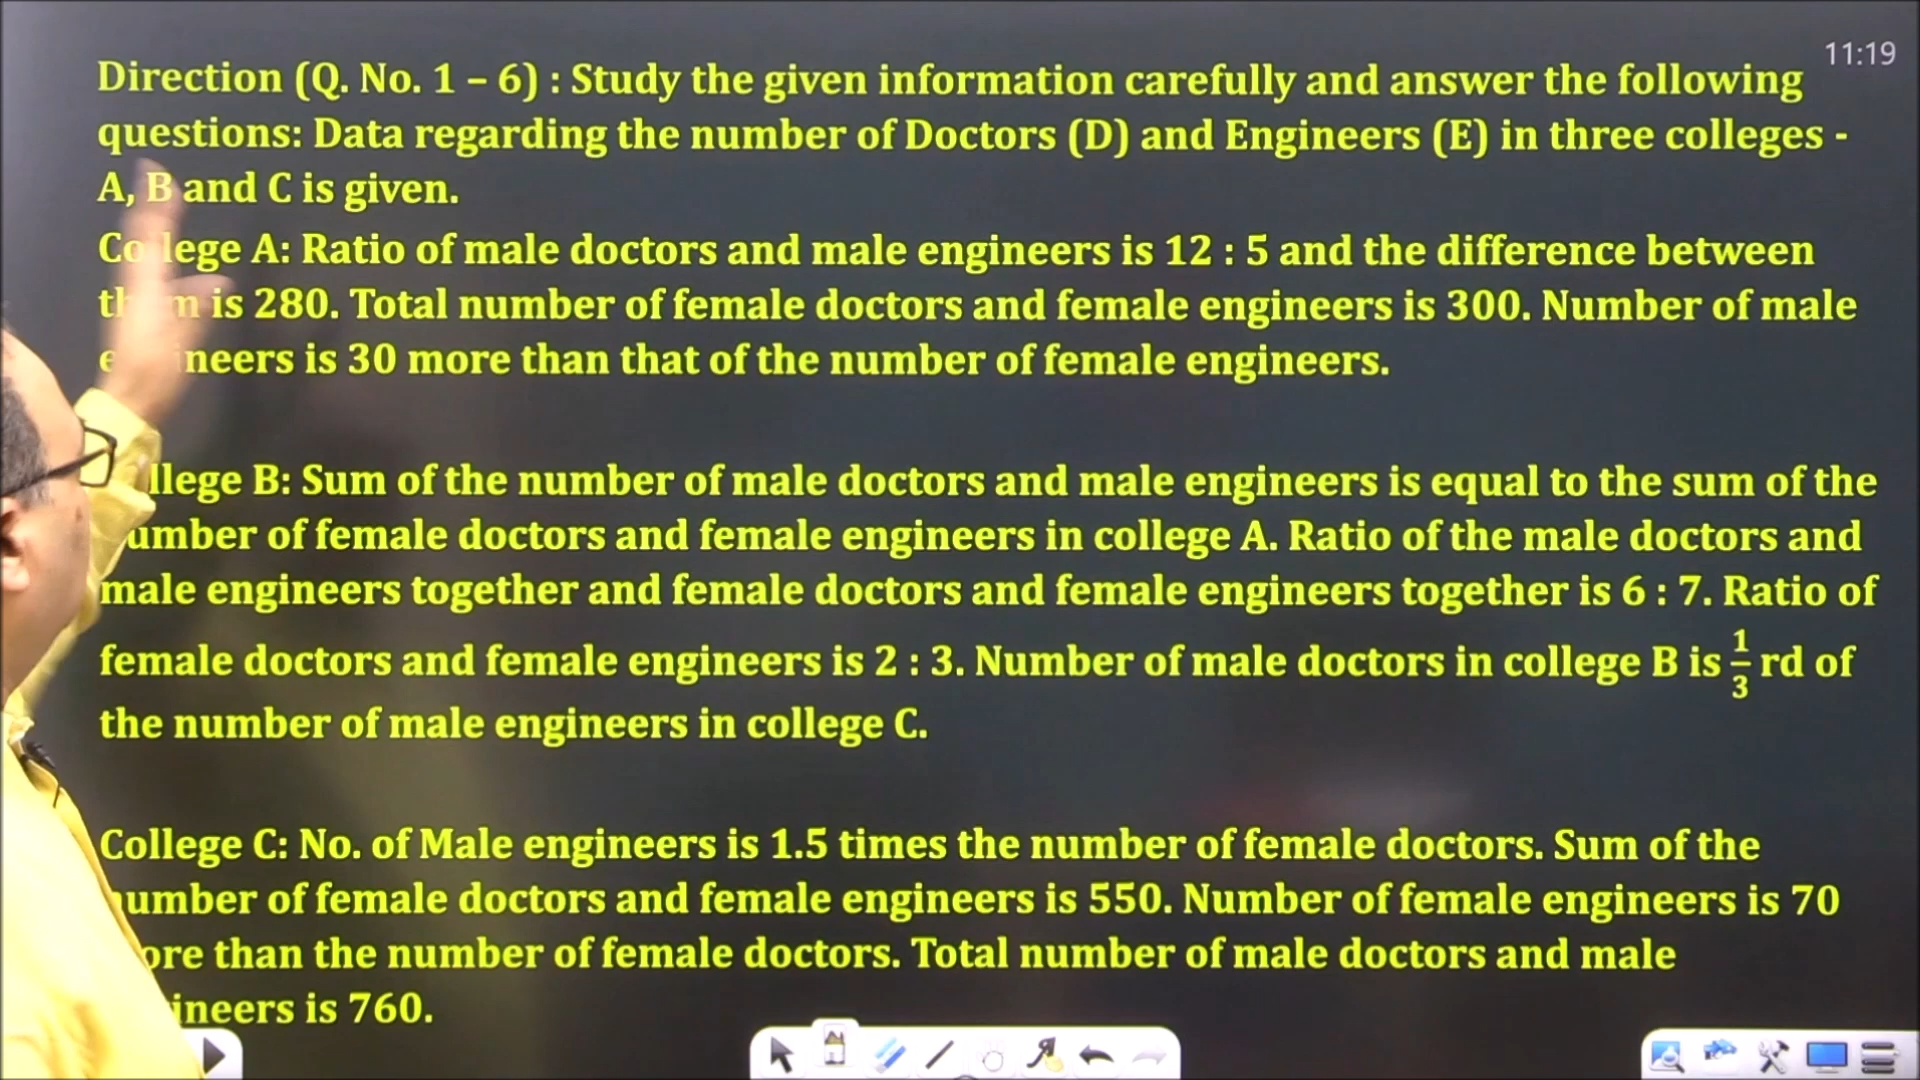 11:19
Direction (Q. No. 1 – 6) : Study the given information carefully and answer the following
questions: Data regarding the number of Doctors (D) and Engineers (E) in three colleges -
A, B and C is given.
College A: Ratio of male doctors and male engineers is 12 : 5 and the difference between
them is 280. Total number of female doctors and female engineers is 300. Number of male
engineers is 30 more than that of the number of female engineers.
College B: Sum of the number of male doctors and male engineers is equal to the sum of the
number of female doctors and female engineers in college A. Ratio of the male doctors and
male engineers together and female doctors and female engineers together is 6 : 7. Ratio of
female doctors and female engineers is 2 : 3. Number of male doctors in college B is 1/3 rd of
the number of male engineers in college C.
College C: No. of Male engineers is 1.5 times the number of female doctors. Sum of the
number of female doctors and female engineers is 550. Number of female engineers is 70
more than the number of female doctors. Total number of male doctors and male
engineers is 760.